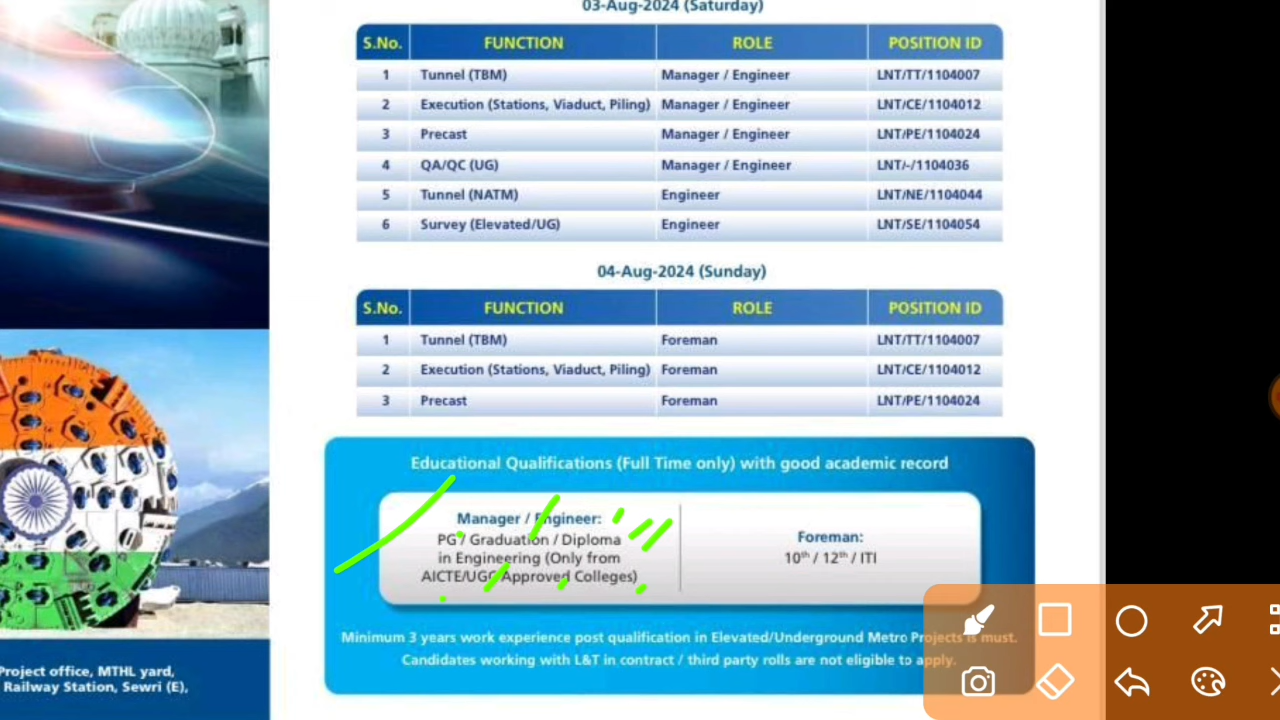 03-Aug-2024 (Saturday)
S.No. FUNCTION ROLE POSITION ID
1 Tunnel (TBM) Manager / Engineer LNT/TT/1104007
2 Execution (Stations, Viaduct, Piling) Manager / Engineer LNT/CE/1104012
3 Precast Manager / Engineer LNT/PE/1104024
4 QA/QC (UG) Manager / Engineer LNT/-/1104036
5 Tunnel (NATM) Engineer LNT/NE/1104044
6 Survey (Elevated/UG) Engineer LNT/SE/1104054
04-Aug-2024 (Sunday)
S.No. FUNCTION ROLE POSITION ID
1 Tunnel (TBM) Foreman LNT/TT/1104007
2 Execution (Stations, Viaduct, Piling) Foreman LNT/CE/1104012
3 Precast Foreman LNT/PE/1104024
Educational Qualifications (Full Time only) with good academic record
Manager / Engineer:
PG / Graduation / Diploma
in Engineering (Only from
AICTE/UGC Approved Colleges)
Foreman:
10th / 12th / ITI
Minimum 3 years work experience post qualification in Elevated/Underground Metro Projects is must.
Candidates working with L&T in contract / third party rolls are not eligible to apply.
Project office, MTHL yard,
Railway Station, Sewri (E),